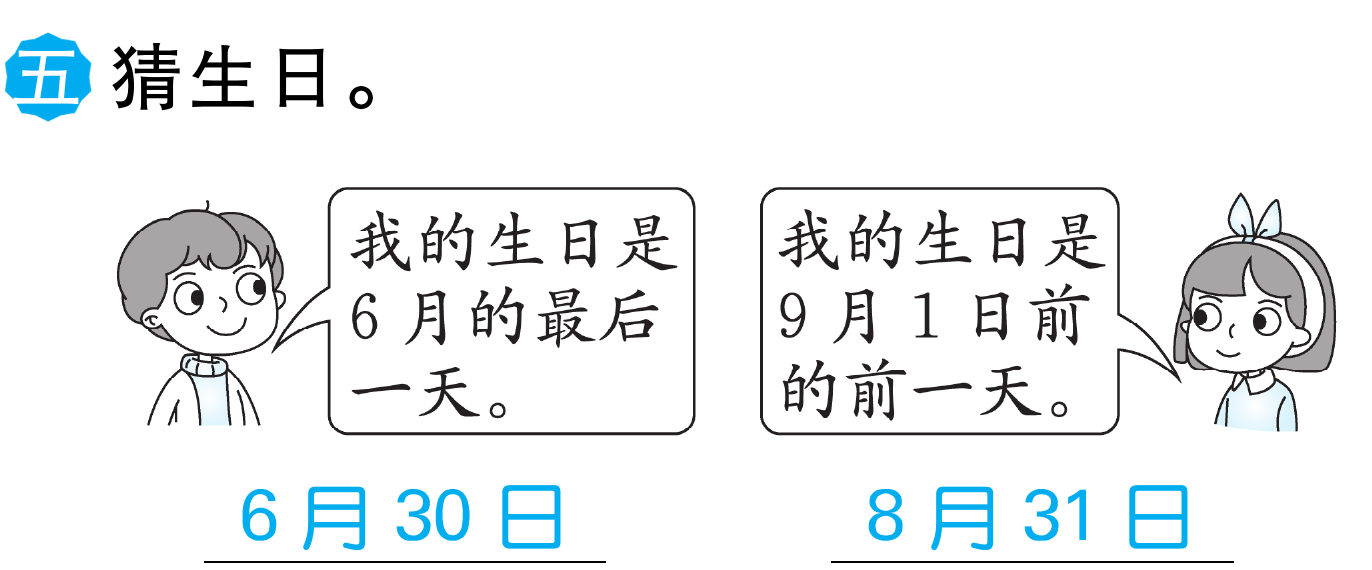 五 猜生日。
我的生日是
6 月的最后
一天。
我的生日是
9 月 1 日前
的前一天。
6 月 30 日
8 月 31 日